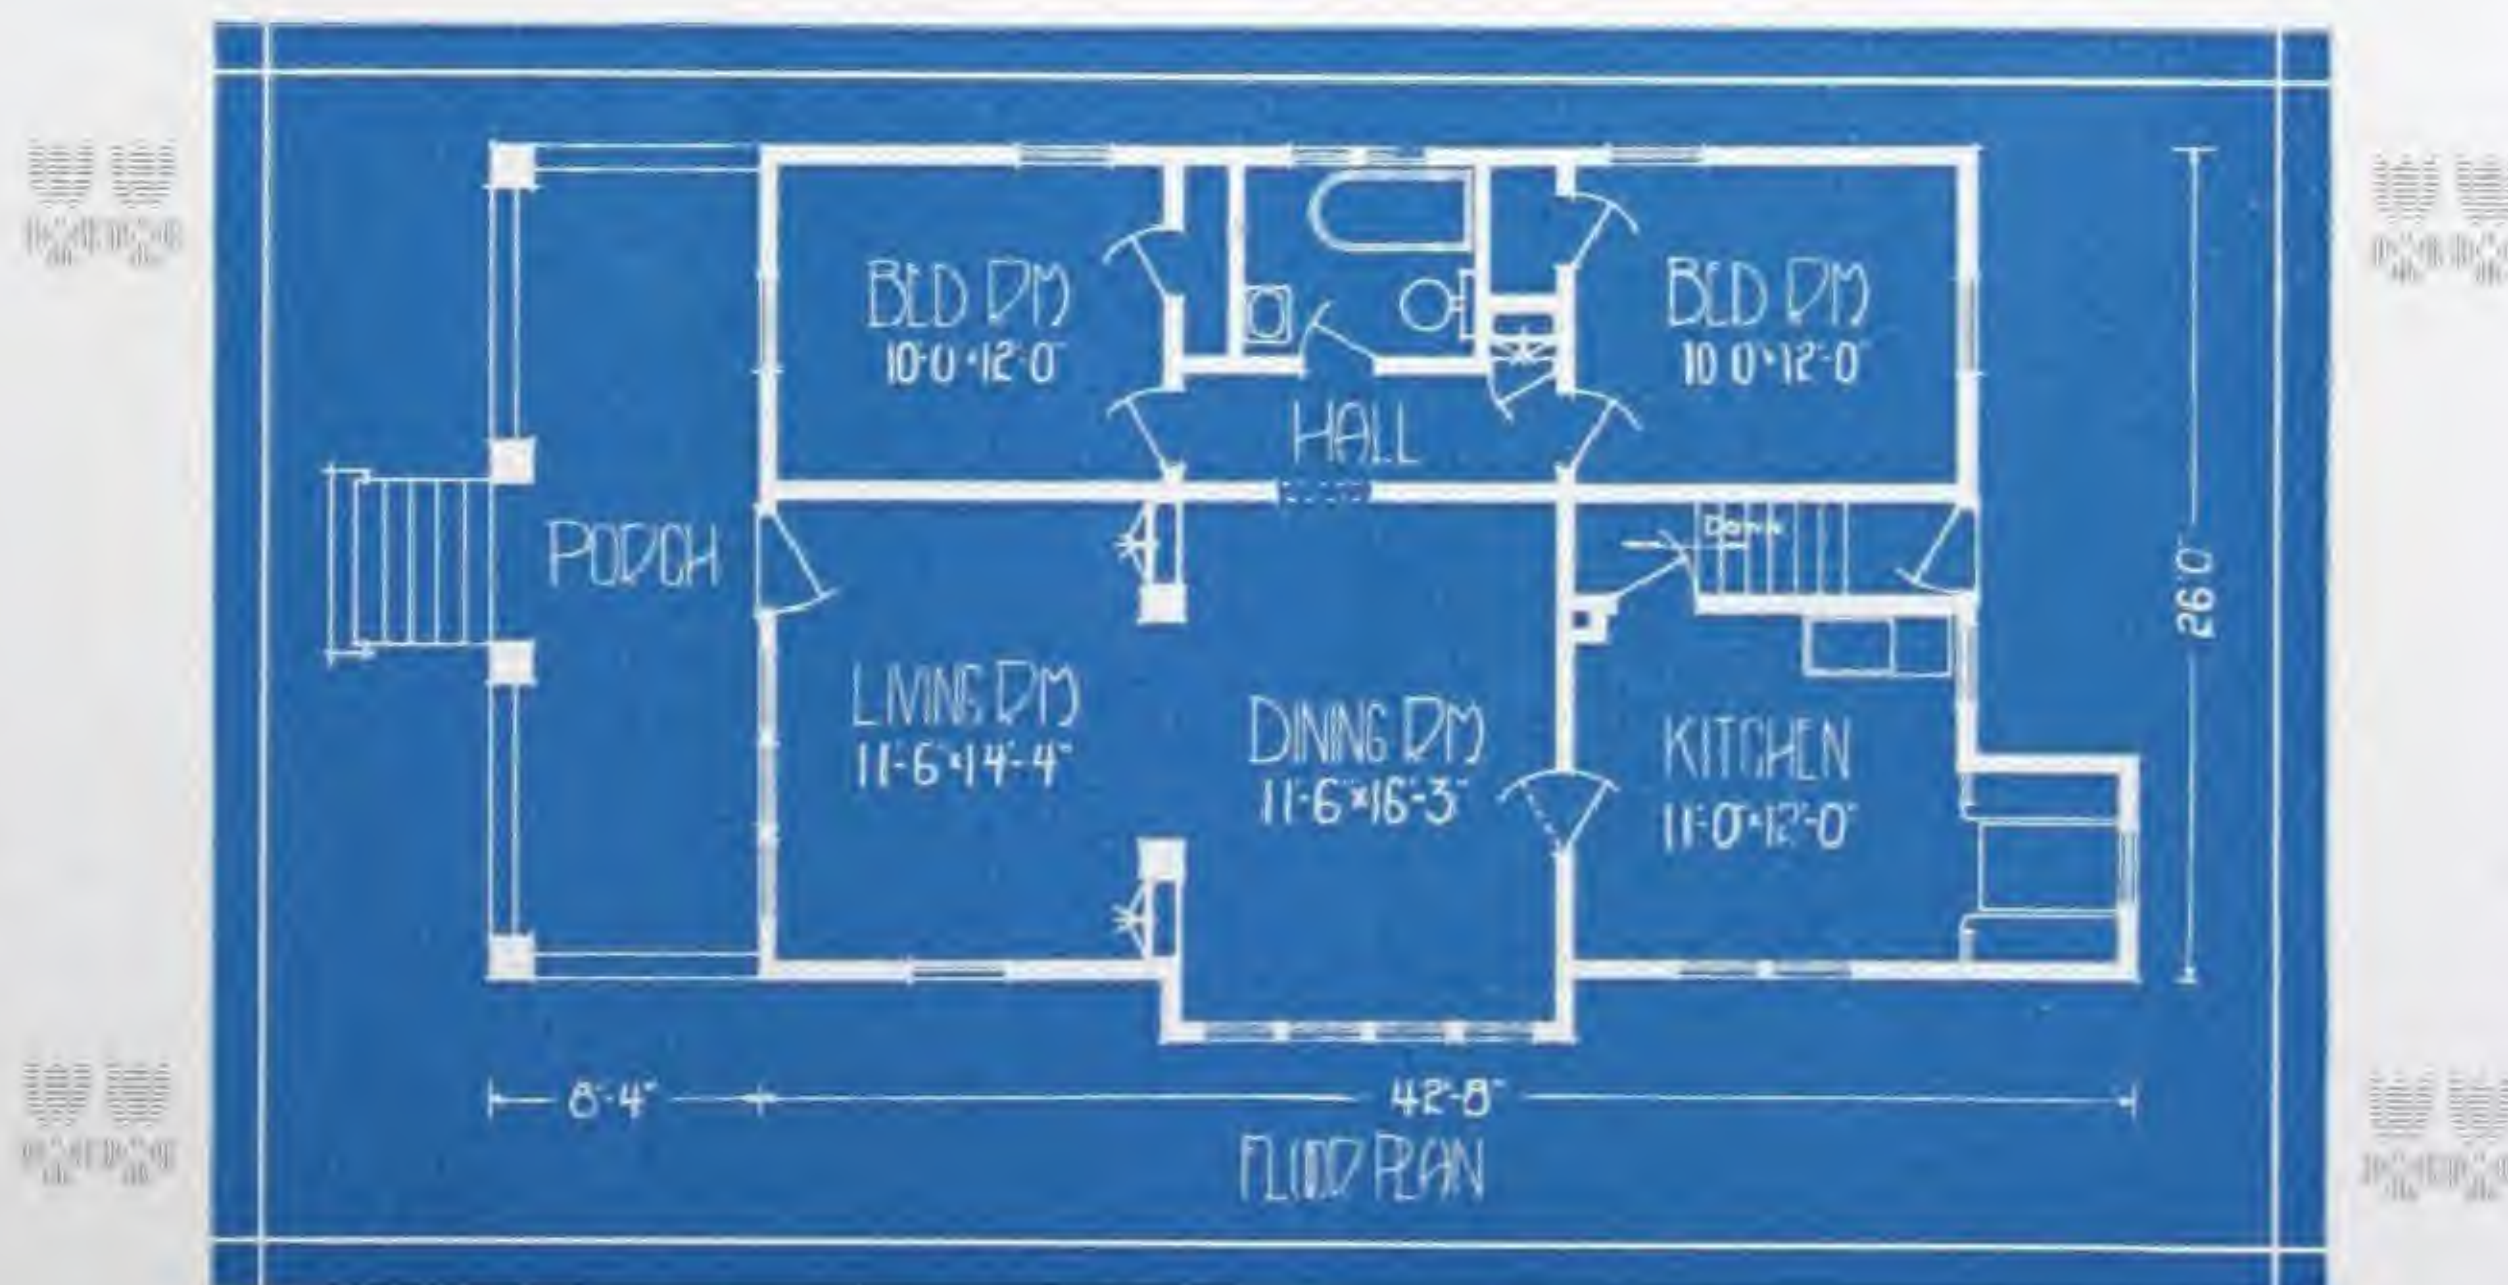 BED RM
10'-0"×12'-0"
BED RM
10'-0"×12'-0"
HALL
Down
PORCH
LIVING RM
11'-6"×14'-4"
DINING RM
11'-6"×16'-3"
KITCHEN
11'-0"×12'-0"
26'-0"
8'-4"
42'-8"
FLOOR PLAN